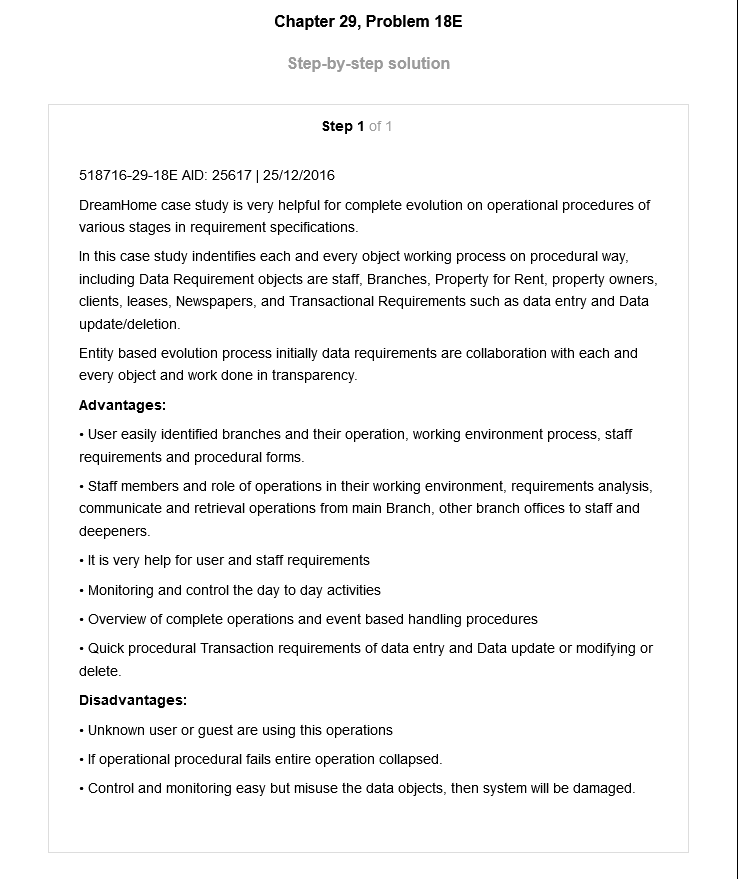 Chapter 29, Problem 18E
Step-by-step solution
Step 1 of 1
518716-29-18E AID: 25617 | 25/12/2016
DreamHome case study is very helpful for complete evolution on operational procedures of
various stages in requirement specifications.
In this case study indentifies each and every object working process on procedural way,
including Data Requirement objects are staff, Branches, Property for Rent, property owners,
clients, leases, Newspapers, and Transactional Requirements such as data entry and Data
update/deletion.
Entity based evolution process initially data requirements are collaboration with each and
every object and work done in transparency.
Advantages:
• User easily identified branches and their operation, working environment process, staff
requirements and procedural forms.
• Staff members and role of operations in their working environment, requirements analysis,
communicate and retrieval operations from main Branch, other branch offices to staff and
deepeners.
• It is very help for user and staff requirements
• Monitoring and control the day to day activities
• Overview of complete operations and event based handling procedures
• Quick procedural Transaction requirements of data entry and Data update or modifying or
delete.
Disadvantages:
• Unknown user or guest are using this operations
• If operational procedural fails entire operation collapsed.
• Control and monitoring easy but misuse the data objects, then system will be damaged.